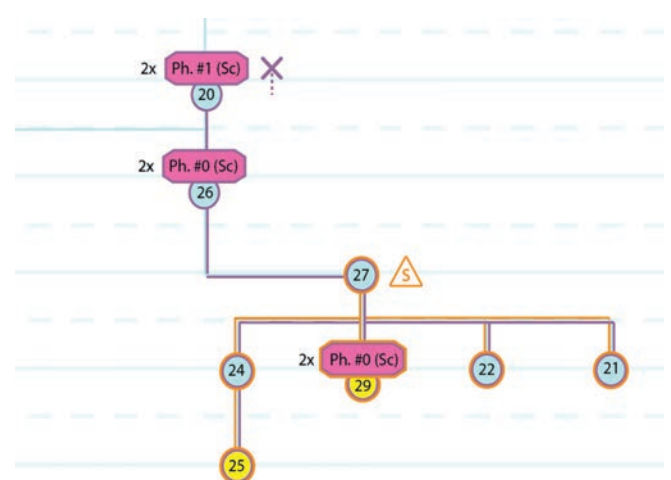 2x Ph. #1 (Sc)
20
2x Ph. #0 (Sc)
26
27 S
24 2x Ph. #0 (Sc) 22 21
29
25